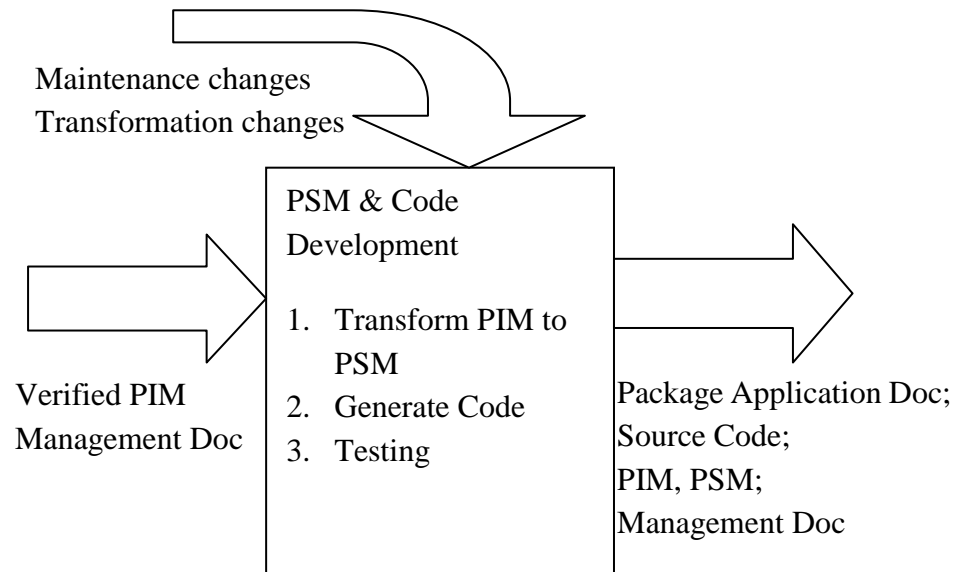 Maintenance changes
Transformation changes
PSM & Code
Development
1. Transform PIM to
PSM
2. Generate Code
3. Testing
Verified PIM
Management Doc
Package Application Doc;
Source Code;
PIM, PSM;
Management Doc